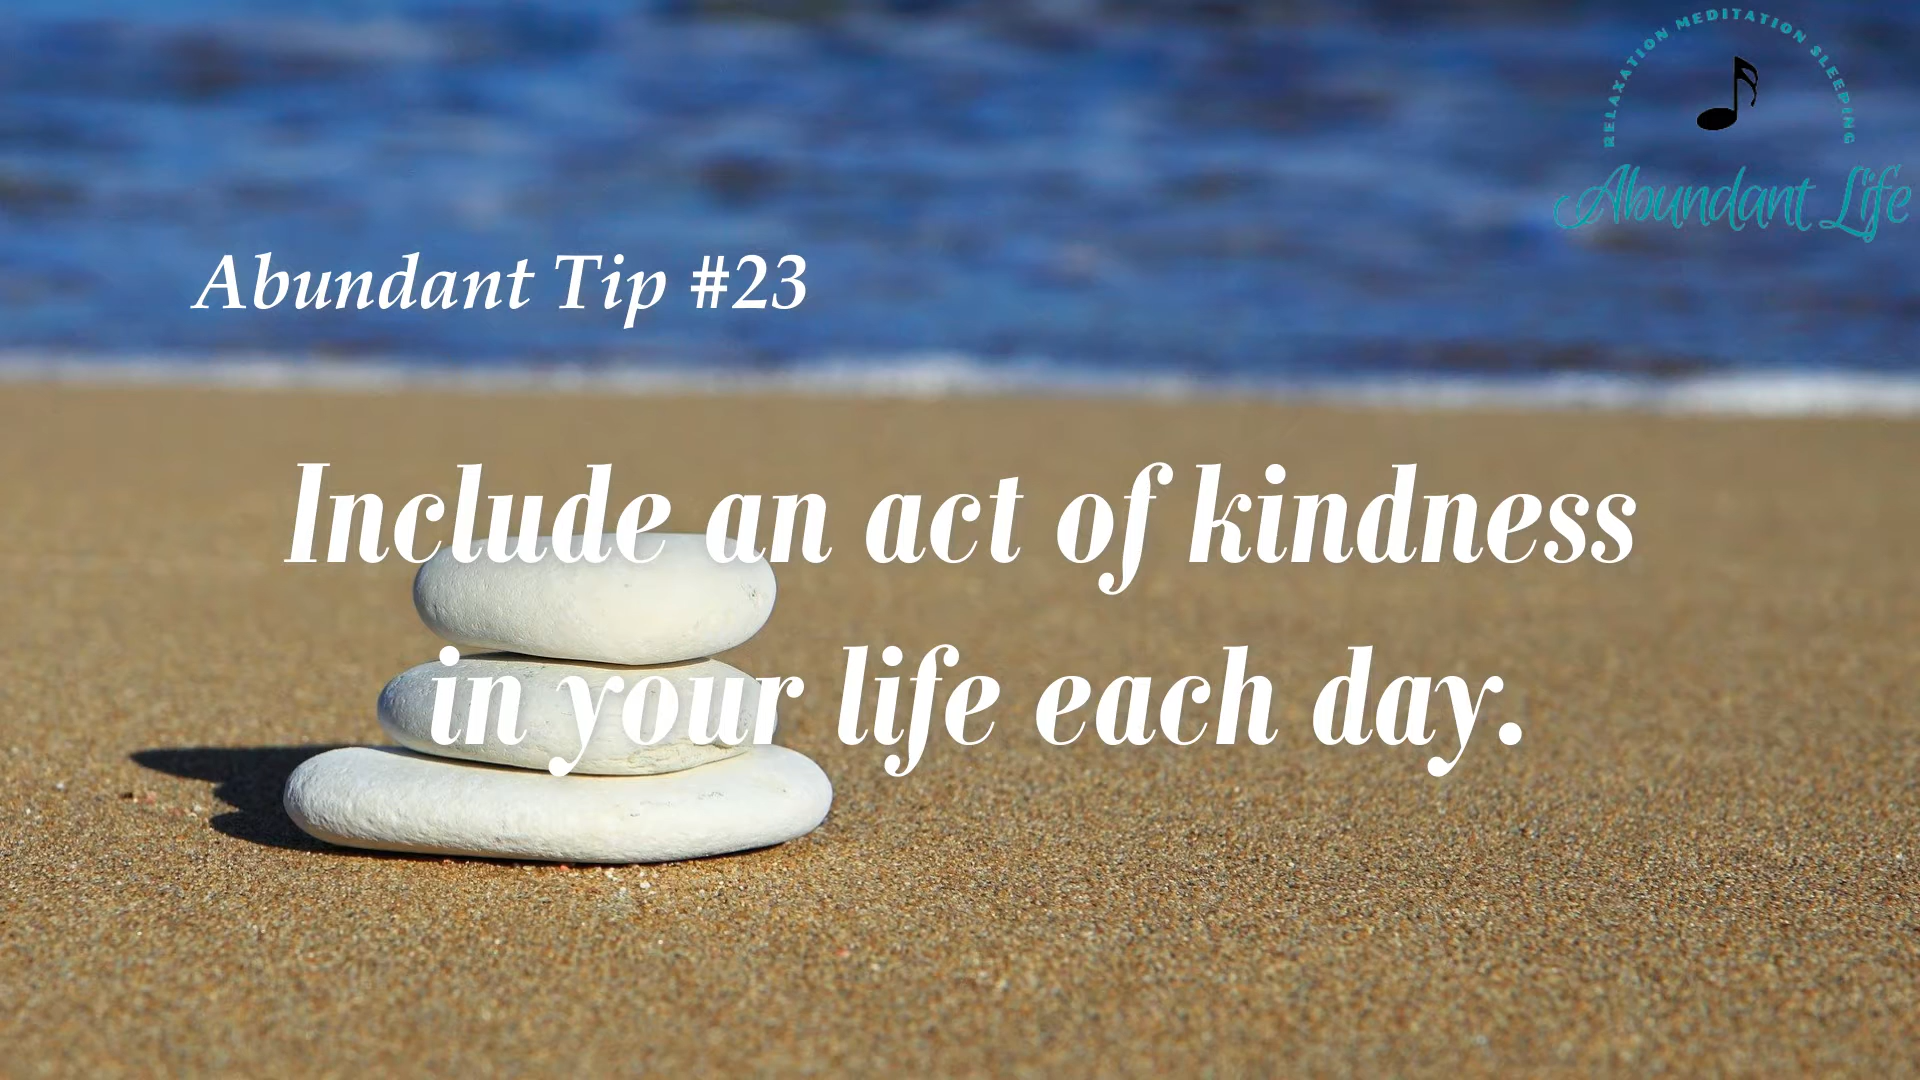 RELAXATION MEDITATION SLEEPING
Abundant Life
Abundant Tip #23
Include an act of kindness
in your life each day.